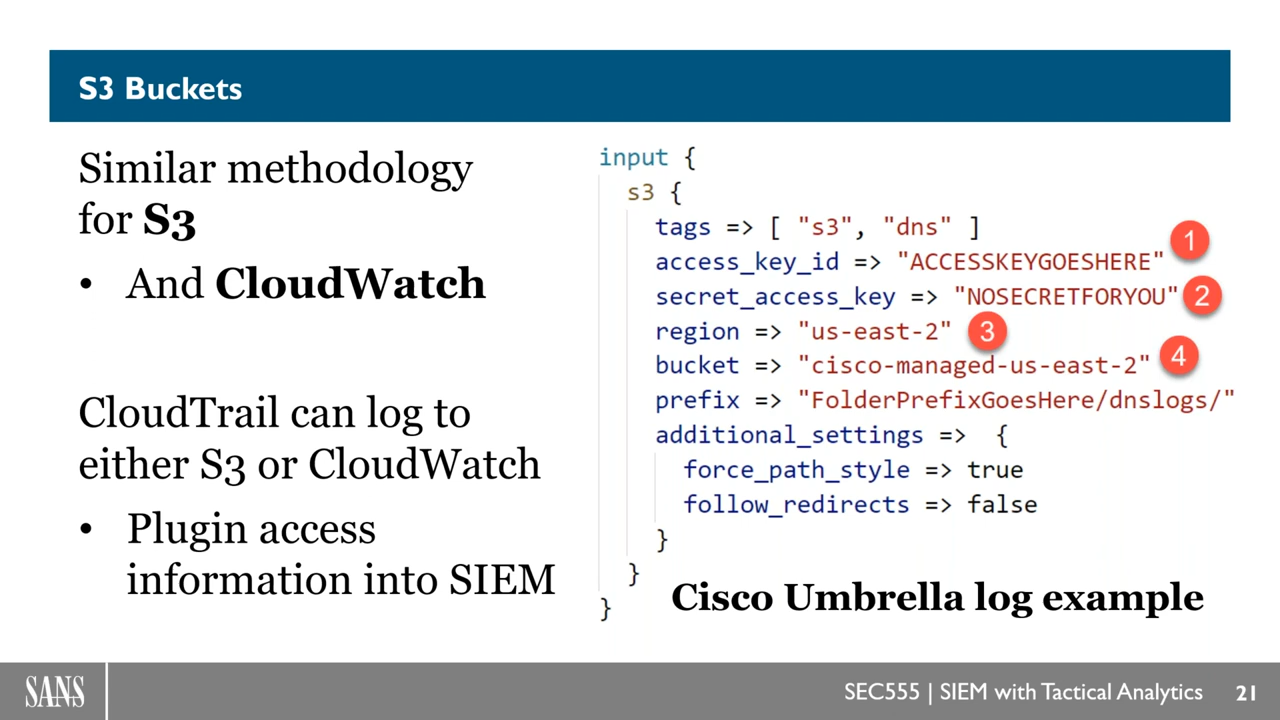 S3 Buckets
Similar methodology
for S3
• And CloudWatch
CloudTrail can log to
either S3 or CloudWatch
• Plugin access
information into SIEM
input {
s3 {
tags => [ "s3", "dns" ]
1
access_key_id => "ACCESSKEYGOESHERE"
secret_access_key => "NOSECRETFORYOU" 2
region => "us-east-2" 3
bucket => "cisco-managed-us-east-2" 4
prefix => "FolderPrefixGoesHere/dnslogs/"
additional_settings => {
force_path_style => true
follow_redirects => false
}
}
}
Cisco Umbrella log example
SANS
SEC555 | SIEM with Tactical Analytics 21